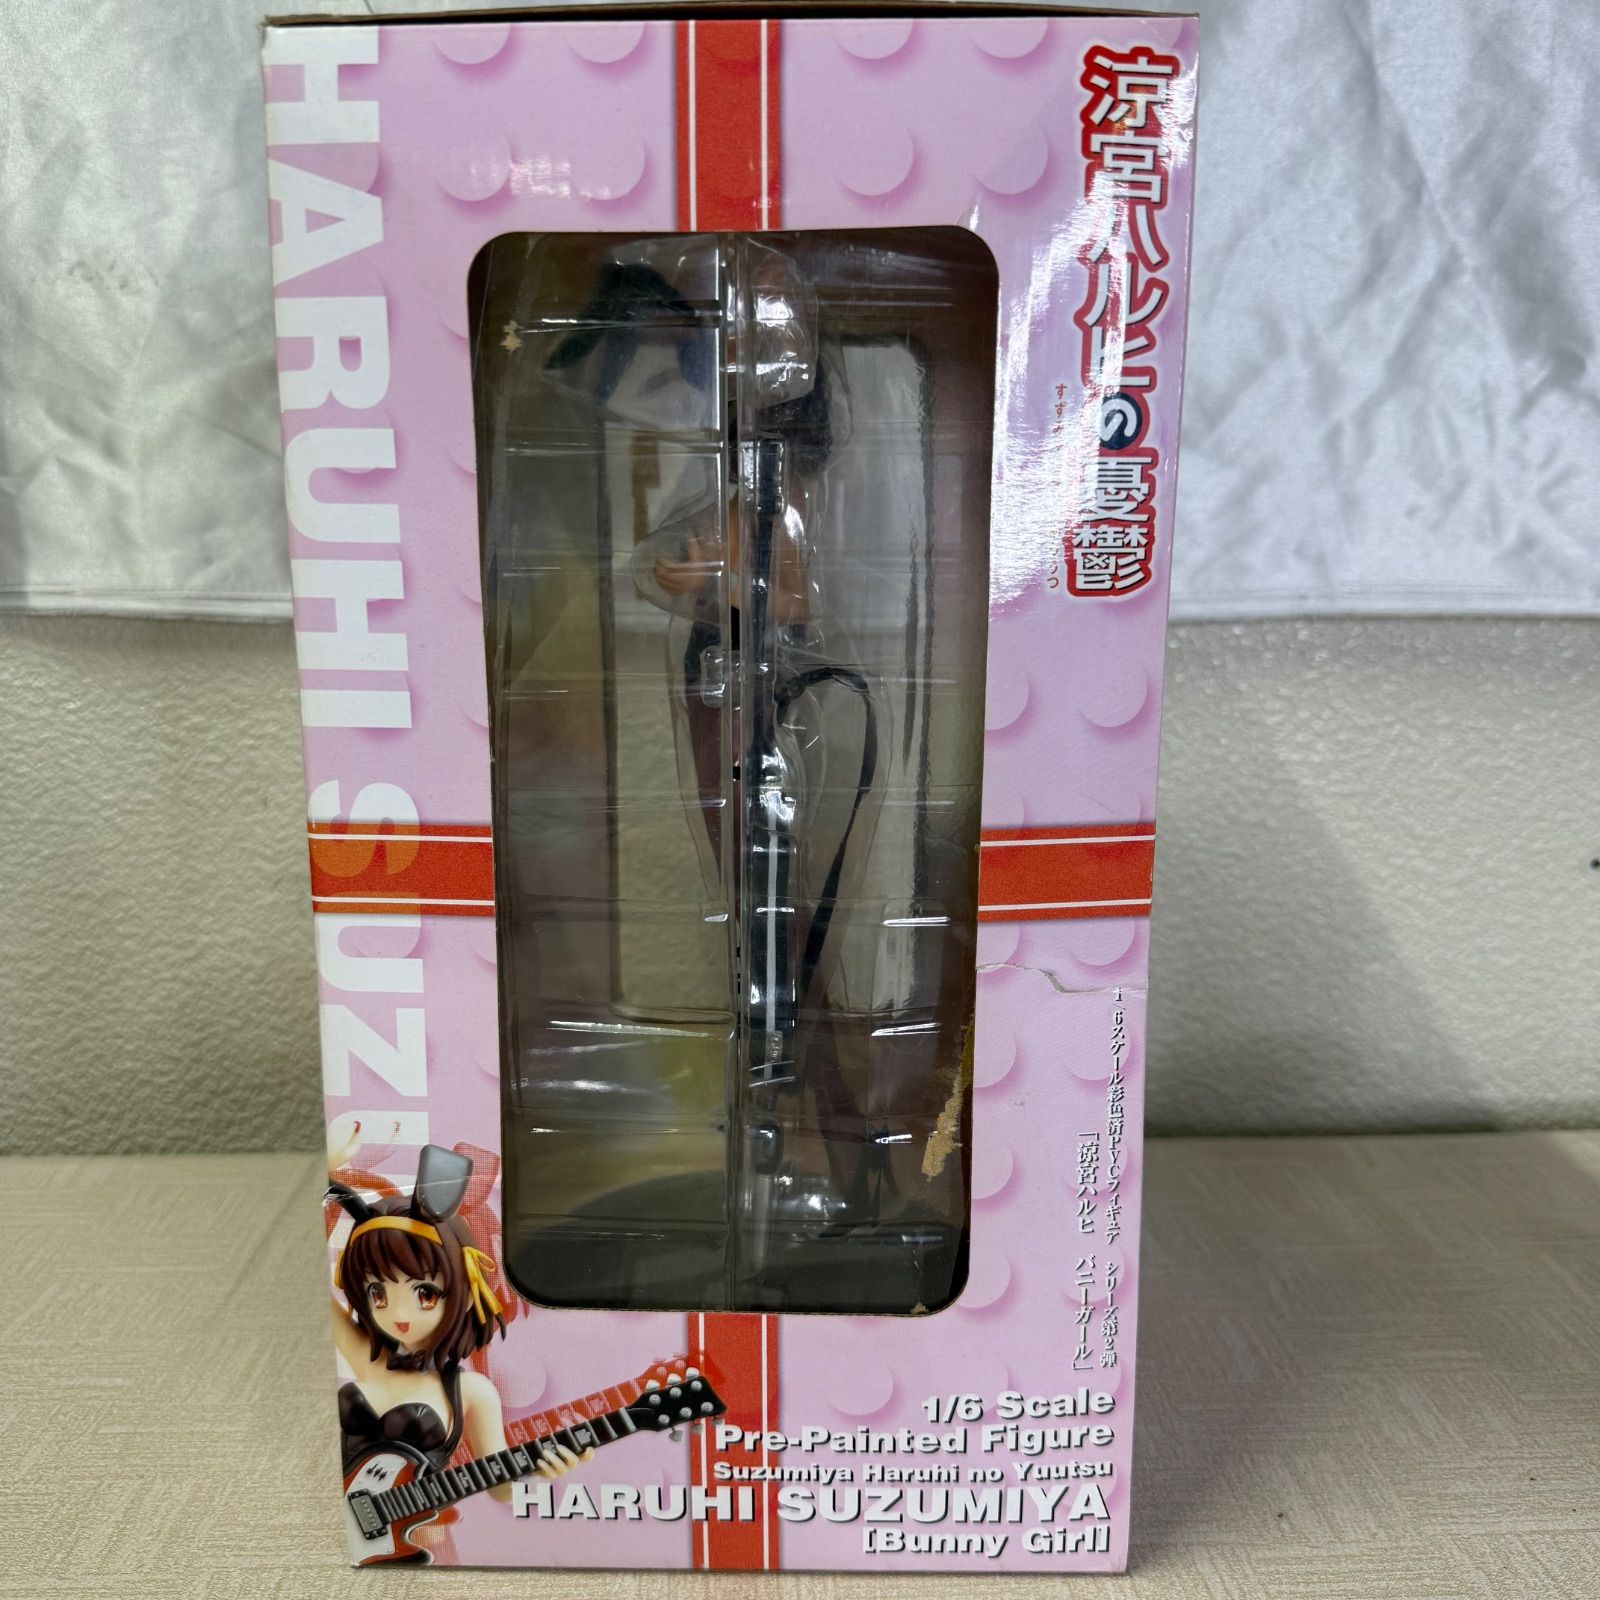 HARUHI SUZU
涼宮ハルヒの憂鬱
1/6スケール彩色済PVCフィギュア シリーズ第2弾
「涼宮ハルヒ バニーガール」
1/6 Scale
Pre-Painted Figure
Suzumiya Haruhi no Yuutsu
HARUHI SUZUMIYA
[Bunny Girl]